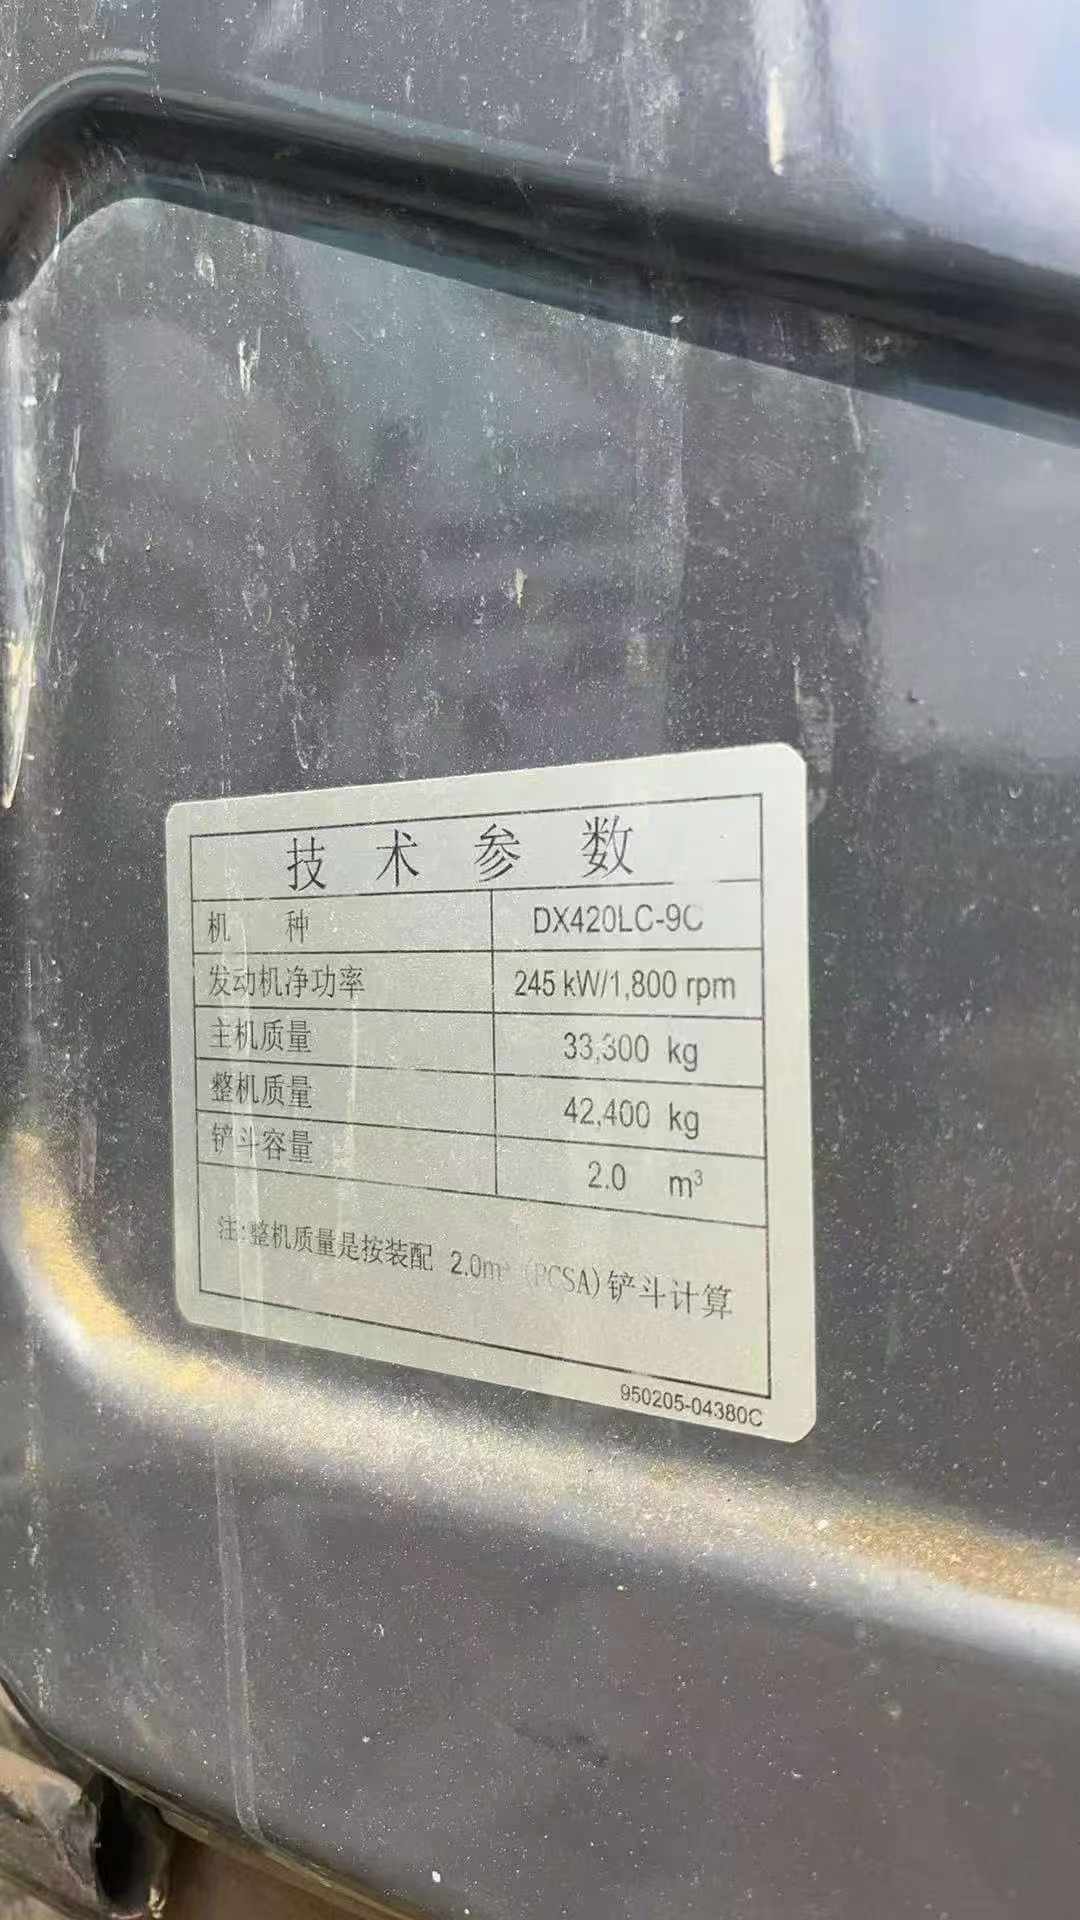 技 术 参 数
机 种 DX420LC-9C
发动机净功率 245 kW/1,800 rpm
主机质量 33,300 kg
整机质量 42,400 kg
铲斗容量 2.0 m³
注:整机质量是按装配 2.0m³ (PCSA)铲斗计算
950205-04380C